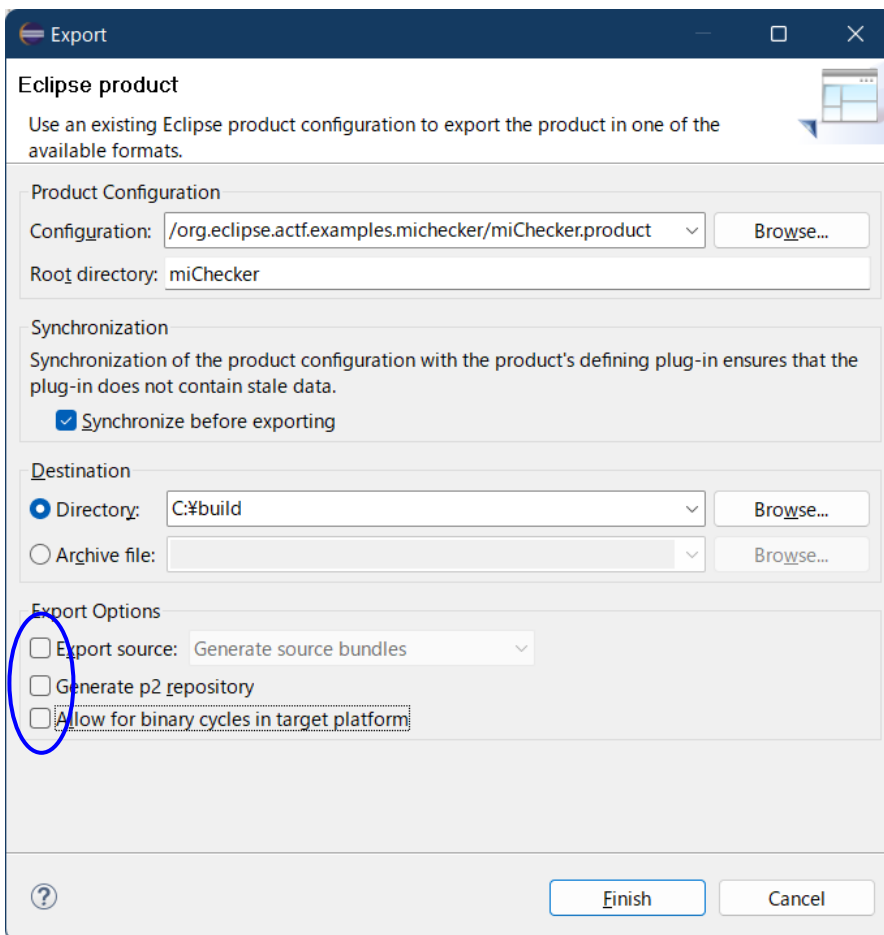 Export
Eclipse product
Use an existing Eclipse product configuration to export the product in one of the
available formats.
Product Configuration
Configuration: /org.eclipse.actf.examples.michecker/miChecker.product Browse...
Root directory: miChecker
Synchronization
Synchronization of the product configuration with the product's defining plug-in ensures that the
plug-in does not contain stale data.
Synchronize before exporting
Destination
Directory: C:¥build Browse...
Archive file: Browse...
Export Options
Export source: Generate source bundles
Generate p2 repository
Allow for binary cycles in target platform
? Finish Cancel